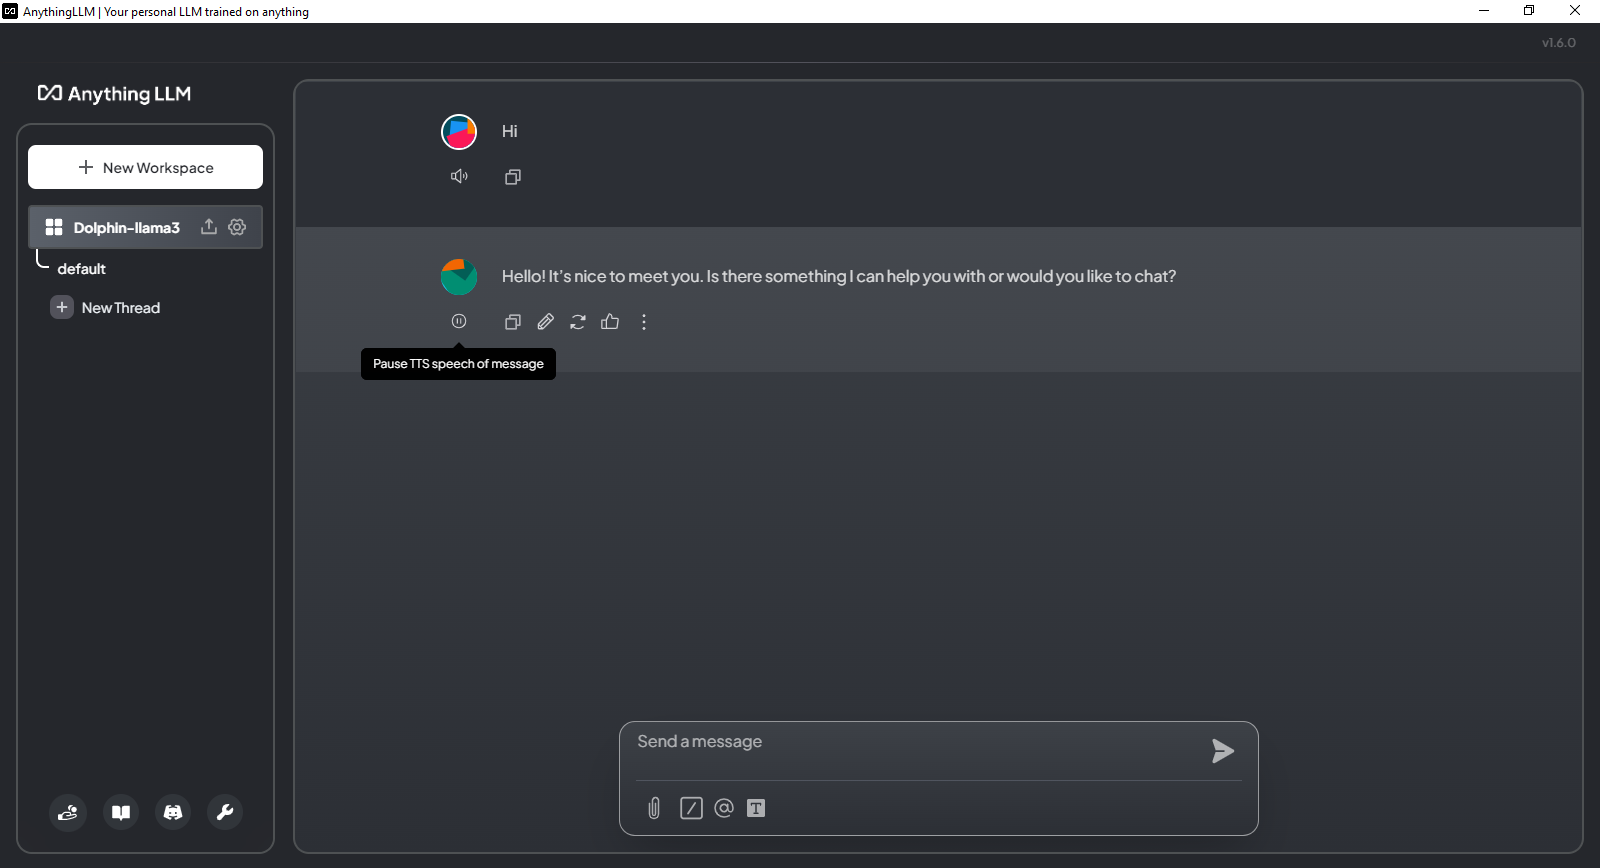 AnythingLLM | Your personal LLM trained on anything
v1.6.0
Anything LLM
New Workspace
Dolphin-llama3
default
New Thread
Hi
Hello! It's nice to meet you. Is there something I can help you with or would you like to chat?
Pause TTS speech of message
Send a message